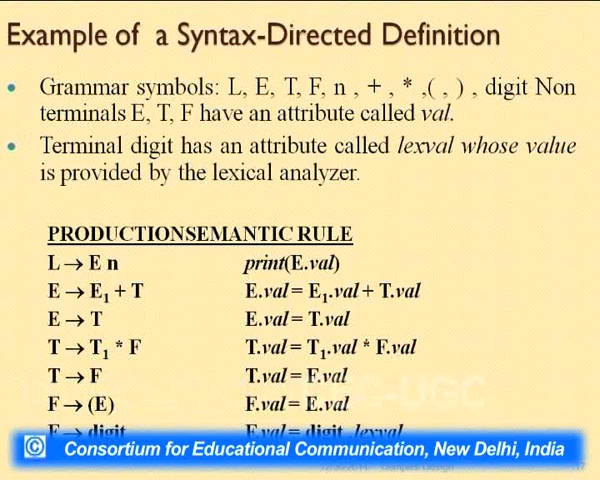 Example of a Syntax-Directed Definition
• Grammar symbols: L, E, T, F, n , + , * ,( , ) , digit Non
terminals E, T, F have an attribute called val.
• Terminal digit has an attribute called lexval whose value
is provided by the lexical analyzer.
PRODUCTIONSEMANTIC RULE
L → E n print(E.val)
E → E1 + T E.val = E1.val + T.val
E → T E.val = T.val
T → T1 * F T.val = T1.val * F.val
T → F T.val = F.val
F → (E) F.val = E.val
F → digit F.val = digit .lexval
© Consortium for Educational Communication, New Delhi, India